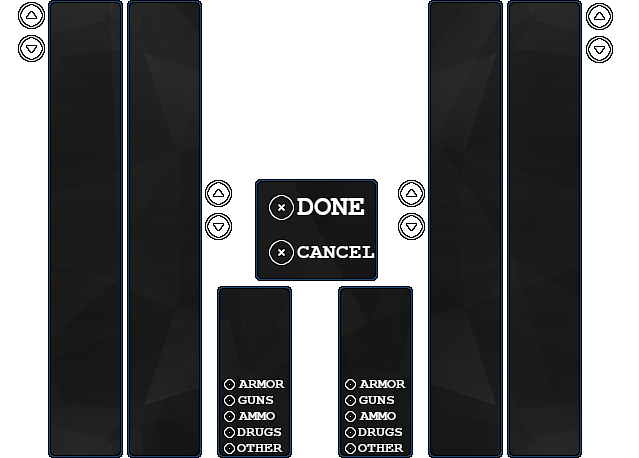 DONE
CANCEL
ARMOR
GUNS
AMMO
DRUGS
OTHER
ARMOR
GUNS
AMMO
DRUGS
OTHER